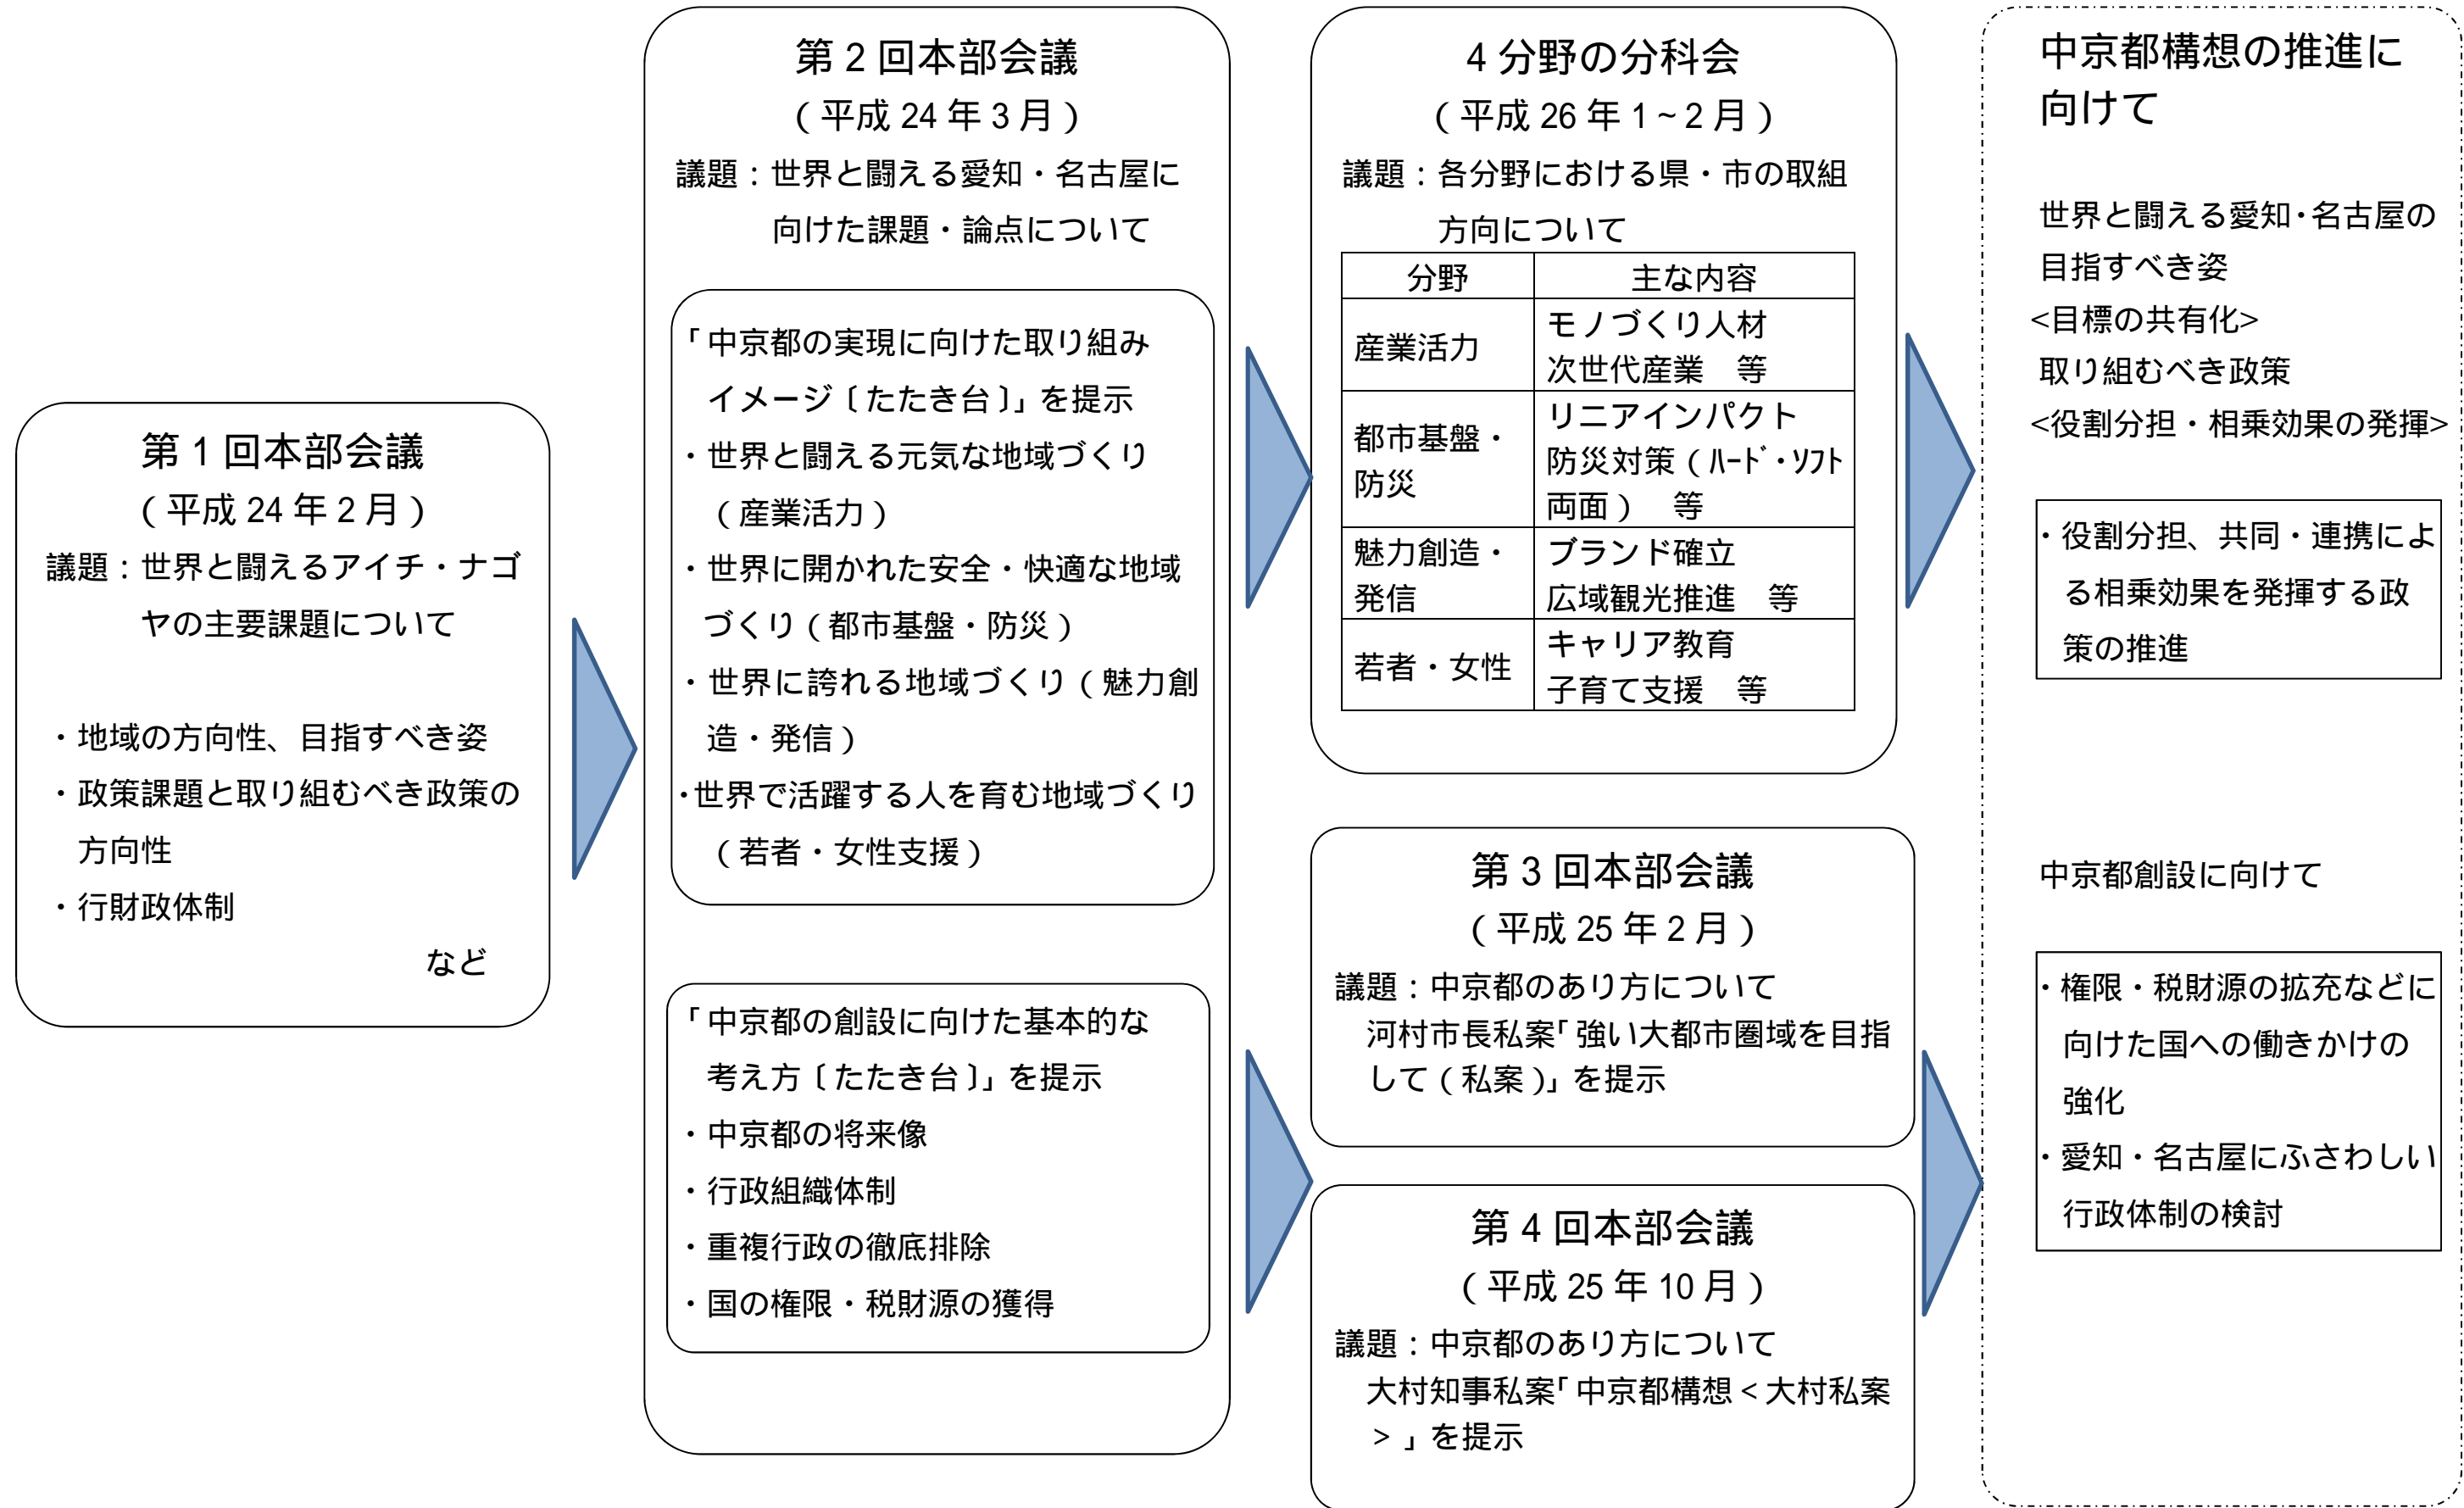 第1回本部会議
(平成24年2月)
議題:世界と闘えるアイチ・ナゴ
ヤの主要課題について
・地域の方向性、目指すべき姿
・政策課題と取り組むべき政策の
方向性
・行財政体制
など
第2回本部会議
(平成24年3月)
議題:世界と闘える愛知・名古屋に
向けた課題・論点について
「中京都の実現に向けた取り組み
イメージ〔たたき台〕」を提示
・世界と闘える元気な地域づくり
(産業活力)
・世界に開かれた安全・快適な地域
づくり(都市基盤・防災)
・世界に誇れる地域づくり(魅力創
造・発信)
・世界で活躍する人を育む地域づくり
(若者・女性支援)
「中京都の創設に向けた基本的な
考え方〔たたき台〕」を提示
・中京都の将来像
・行政組織体制
・重複行政の徹底排除
・国の権限・税財源の獲得
4分野の分科会
(平成26年1~2月)
議題:各分野における県・市の取組
方向について
分野 主な内容
産業活力
モノづくり人材
次世代産業 等
都市基盤・
防災
リニアインパクト
防災対策(ハード・ソフト
両面) 等
魅力創造・
発信
ブランド確立
広域観光推進 等
若者・女性
キャリア教育
子育て支援 等
第3回本部会議
(平成25年2月)
議題:中京都のあり方について
河村市長私案「強い大都市圏域を目指
して(私案)」を提示
第4回本部会議
(平成25年10月)
議題:中京都のあり方について
大村知事私案「中京都構想<大村私案
>」を提示
中京都構想の推進に
向けて
世界と闘える愛知・名古屋の
目指すべき姿
<目標の共有化>
取り組むべき政策
<役割分担・相乗効果の発揮>
・役割分担、共同・連携によ
る相乗効果を発揮する政
策の推進
中京都創設に向けて
・権限・税財源の拡充などに
向けた国への働きかけの
強化
・愛知・名古屋にふさわしい
行政体制の検討